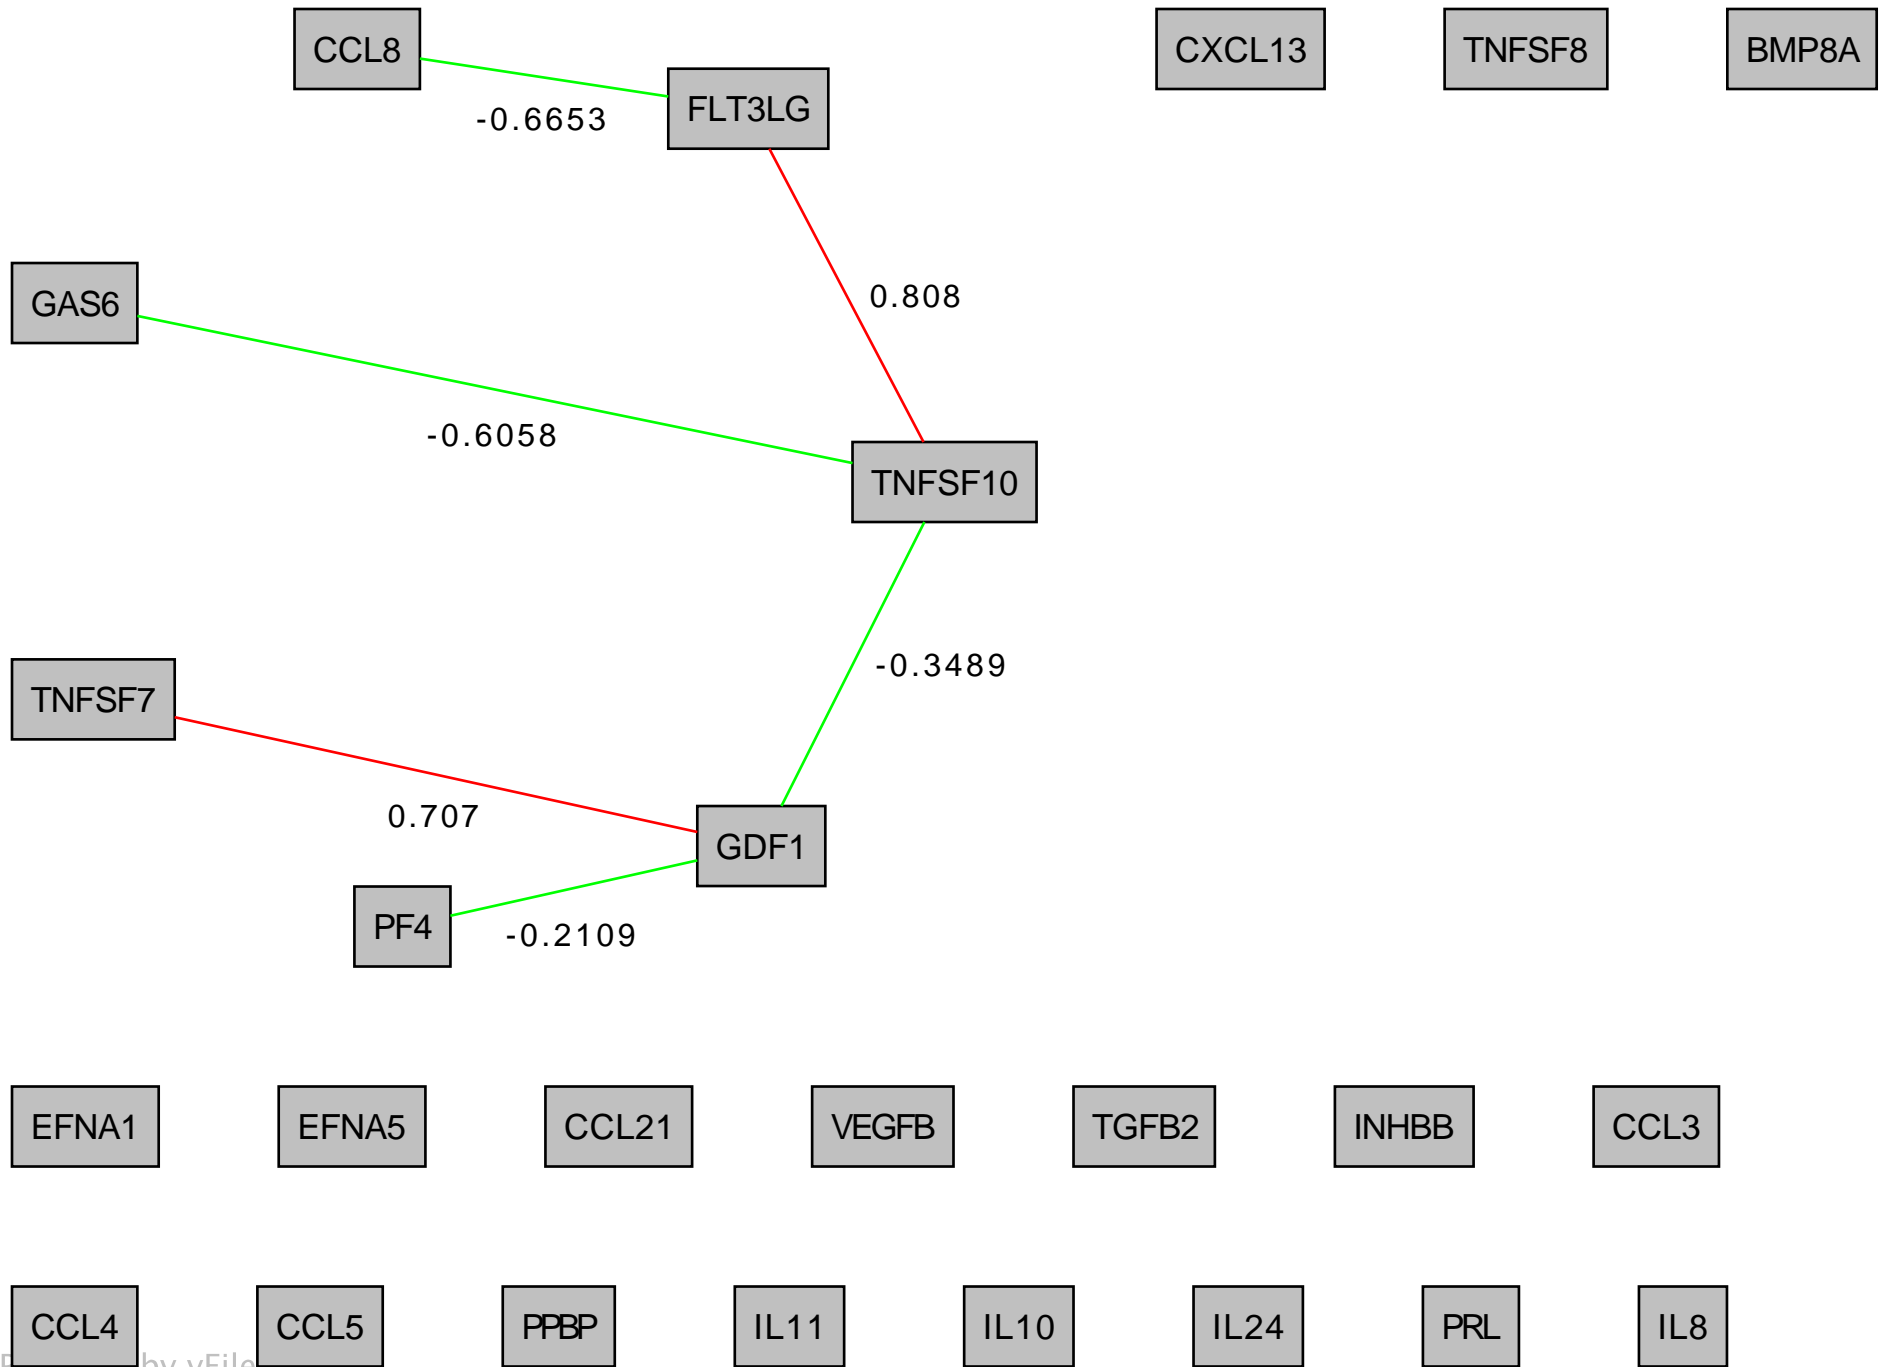 CCL8
CXCL13
TNFSF8
BMP8A
FLT3LG
-0.6653
GAS6
0.808
-0.6058
TNFSF10
-0.3489
TNFSF7
0.707
GDF1
PF4
-0.2109
EFNA1
EFNA5
CCL21
VEGFB
TGFB2
INHBB
CCL3
CCL4
CCL5
PPBP
IL11
IL10
IL24
PRL
IL8
by